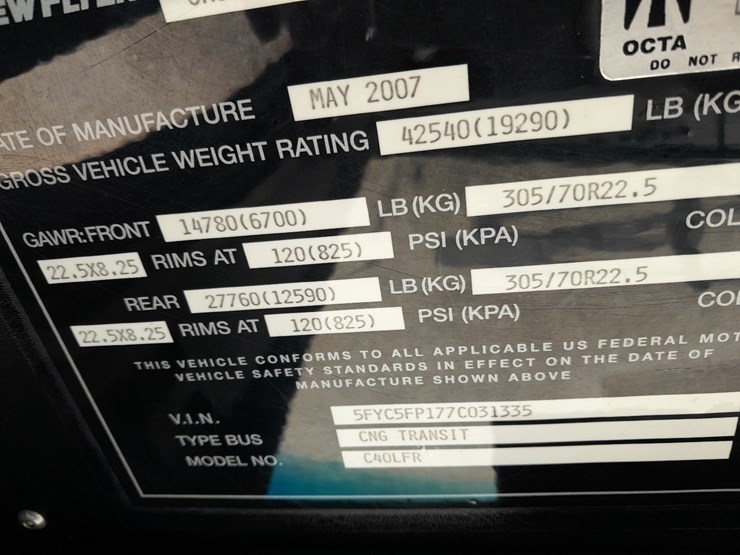 OCTA
DO NOT
MAY 2007
OF MANUFACTURE
42540(19290) LB (KG
GROSS VEHICLE WEIGHT RATING
GAWR:FRONT 14780(6700) LB (KG) 305/70R22.5
22.5X8.25 RIMS AT 120(825) PSI (KPA) COL
REAR 27760(12590) LB (KG) 305/70R22.5
22.5X8.25 RIMS AT 120(825) PSI (KPA)
THIS VEHICLE CONFORMS TO ALL APPLICABLE US FEDERAL MOT
VEHICLE SAFETY STANDARDS IN EFFECT ON THE DATE OF
MANUFACTURE SHOWN ABOVE
V.I.N. 5FYC5FP177C031335
TYPE BUS CNG TRANSIT
MODEL NO. C40LFR